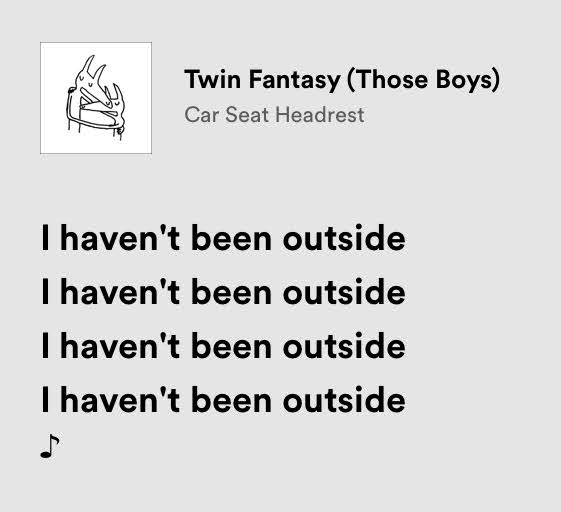 Twin Fantasy (Those Boys)
Car Seat Headrest
I haven't been outside
I haven't been outside
I haven't been outside
I haven't been outside
♪